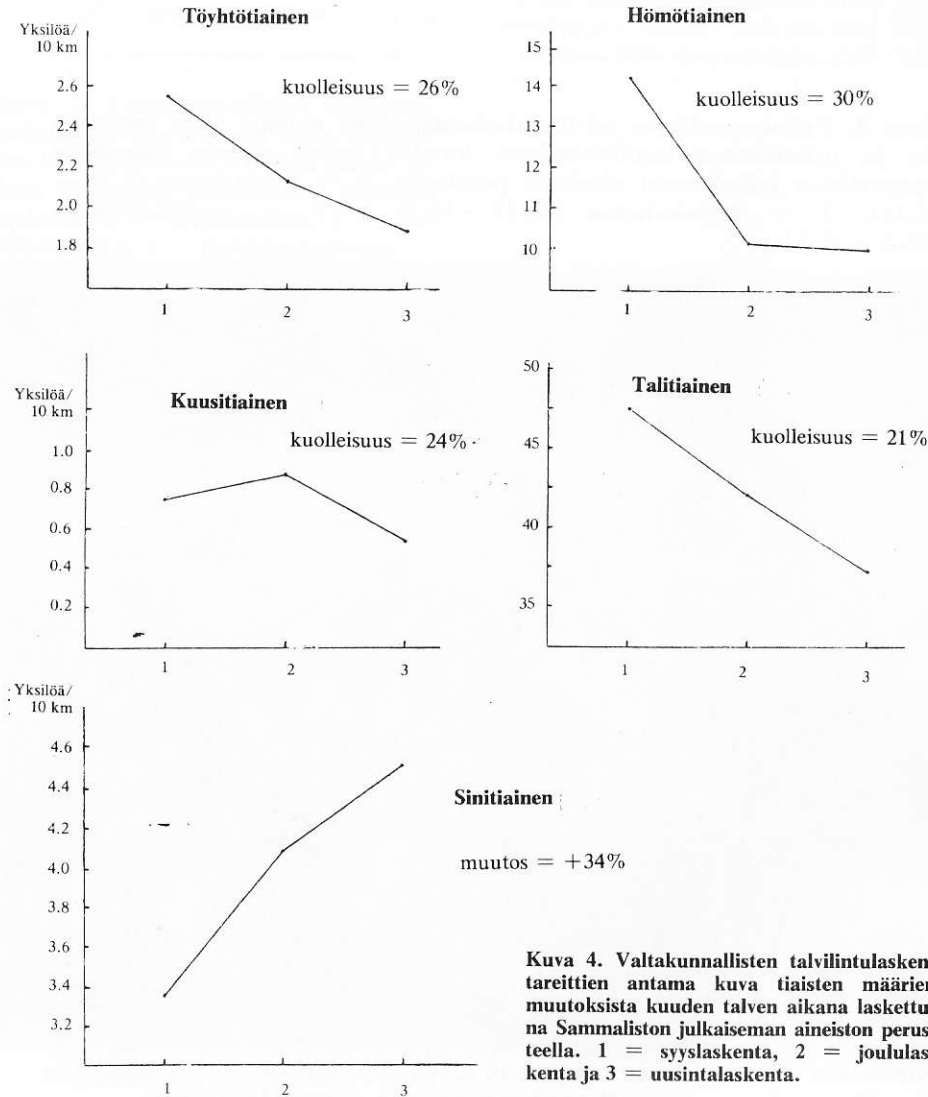 Töyhtötiainen
Yksilöä/
10 km
kuolleisuus = 26%
2.6
2.4
2.2
2.0
1.8
1 2 3
Hömötiainen
kuolleisuus = 30%
15
14
13
12
11
10
1 2 3
Kuusitiainen
Yksilöä/
10 km
kuolleisuus = 24%
1.0
0.8
0.6
0.4
0.2
1 2 3
Talitiainen
kuolleisuus = 21%
50
45
40
35
1 2 3
Yksilöä/
10 km
4.6
4.4
4.2
4.0
3.8
3.6
3.4
3.2
1 2 3
Sinitiainen
muutos = +34%
Kuva 4. Valtakunnallisten talvilintulasken
tareittien antama kuva tiaisten määrien
muutoksista kuuden talven aikana laskettu
na Sammaliston julkaiseman aineiston perus
teella. 1 = syyslaskenta, 2 = joululas
kenta ja 3 = uusintalaskenta.